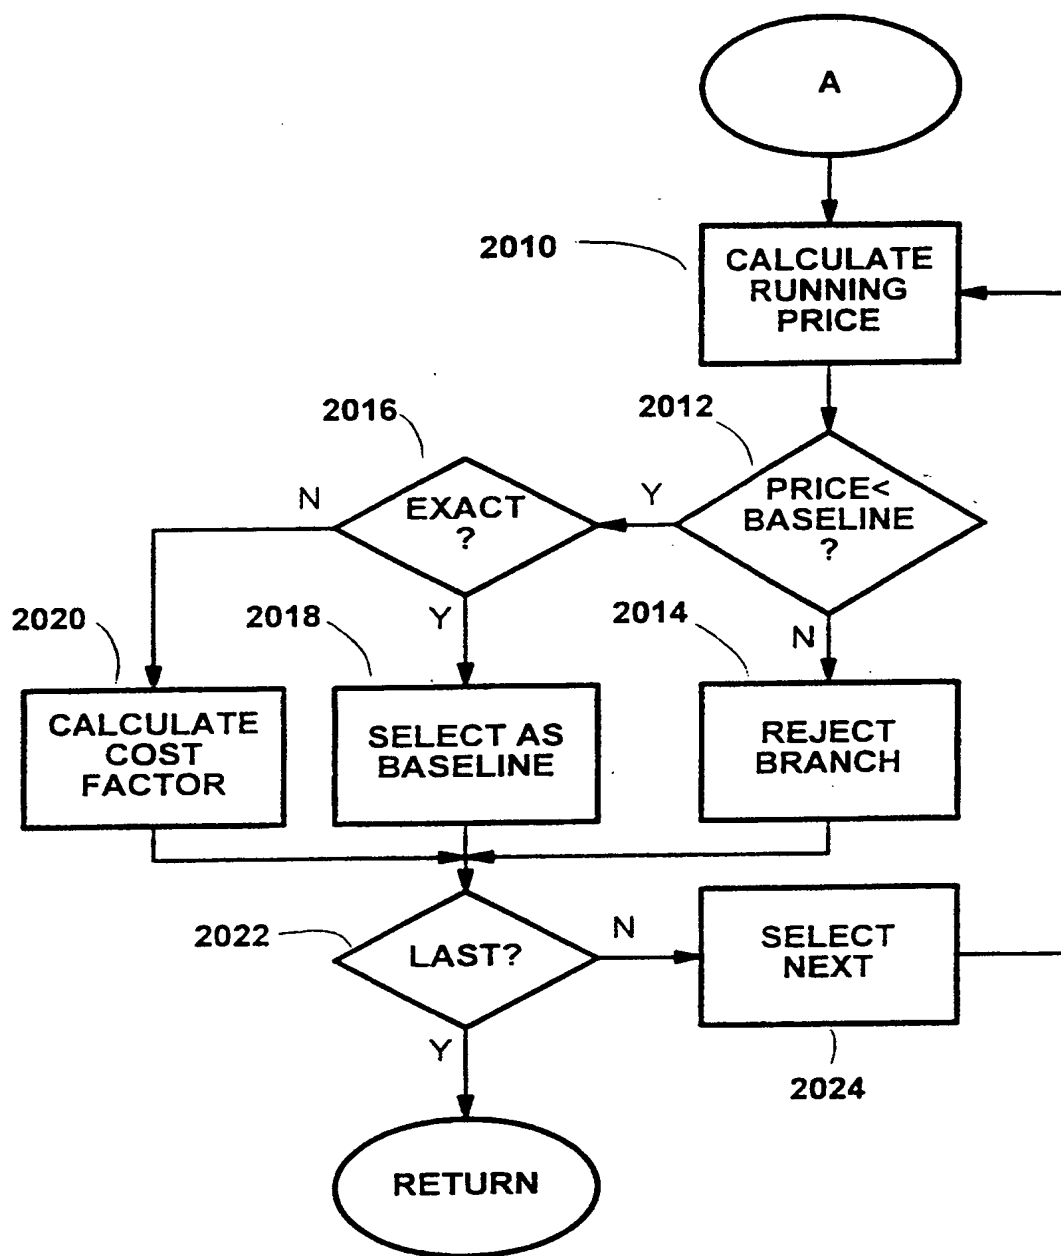 A
2010
CALCULATE
RUNNING
PRICE
2016
2012
N
EXACT
?
Y
PRICE<
BASELINE
?
2020
2018
Y
2014
N
CALCULATE
COST
FACTOR
SELECT AS
BASELINE
REJECT
BRANCH
2022
LAST?
N
SELECT
NEXT
Y
2024
RETURN